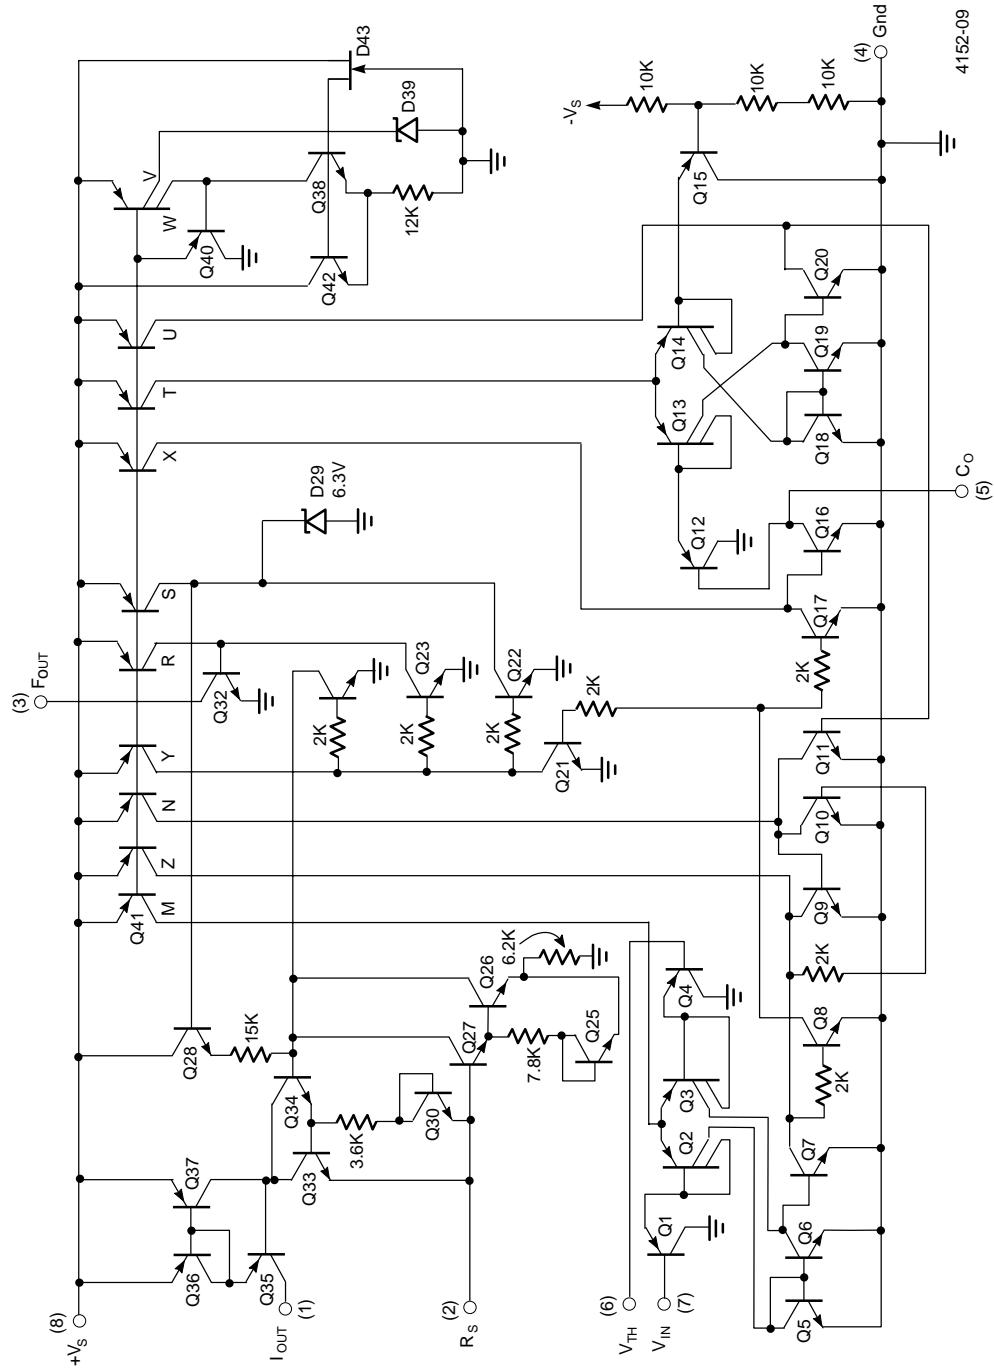 (3)
FOUT
(8)
+VS
Q41
M
Z
N
Y
R
S
X
T
U
W
V
Q36
Q37
Q28
Q32
Q40
15K
Q35
IOUT
(1)
Q34
Q33
D29
6.3V
2K
Q42
Q38
D43
3.6K
2K
Q23
12K
D39
Q30
(2)
RS
Q27
Q26
2K
Q22
6.2K
7.8K
Q21
-VS
Q25
2K
(6)
VTH
10K
VIN
(7)
Q1
Q2
Q3
Q4
Q12
Q13
Q14
Q15
10K
2K
Q5
Q6
Q7
Q8
2K
Q9
Q10
Q11
Q17
Q16
Q18
Q19
Q20
10K
2K
(4)
Gnd
CO
(5)
4152-09